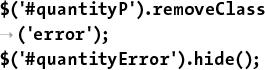 $('#quantityP').removeClass
→ ('error');
$('#quantityError').hide();